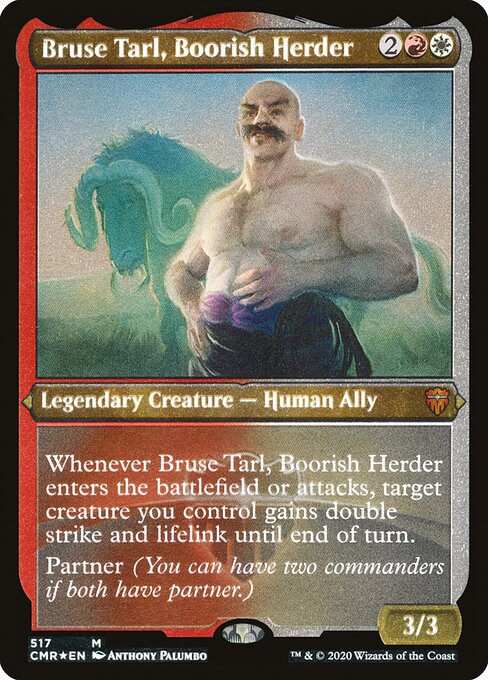 Bruse Tarl, Boorish Herder 2
Legendary Creature — Human Ally
Whenever Bruse Tarl, Boorish Herder
enters the battlefield or attacks, target
creature you control gains double
strike and lifelink until end of turn.
Partner (You can have two commanders
if both have partner.)
3/3
517 M
CMR★EN Anthony Palumbo
™ & © 2020 Wizards of the Coast